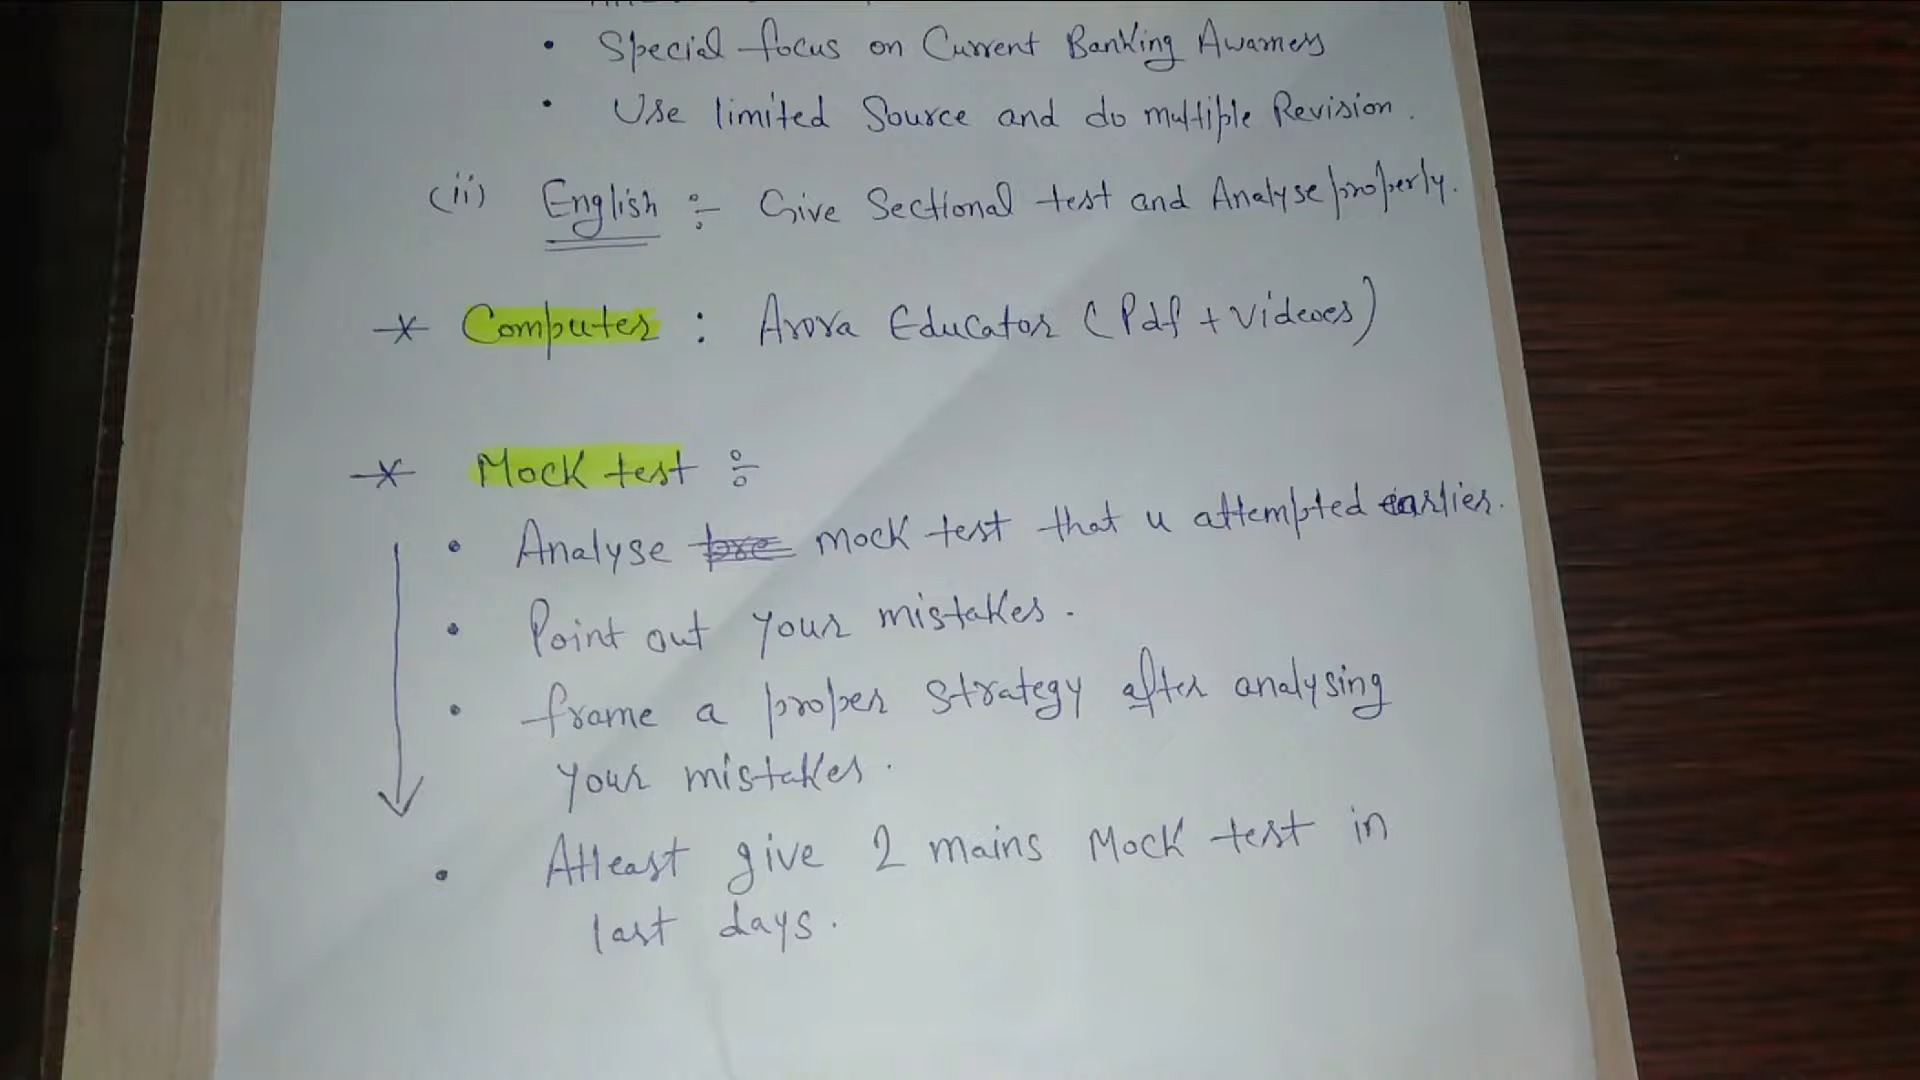 • Special focus on Current Banking Awarness
• Use limited Source and do multiple Revision.
(ii) English :- Give Sectional test and Analyse properly.
* Computer : Arora Educator (Pdf + Videoes)
* Mock test :-
• Analyse mock test that u attempted earlier.
• Point out your mistakes.
• frame a proper strategy after analysing
your mistakes.
• Atleast give 2 mains Mock test in
last days.